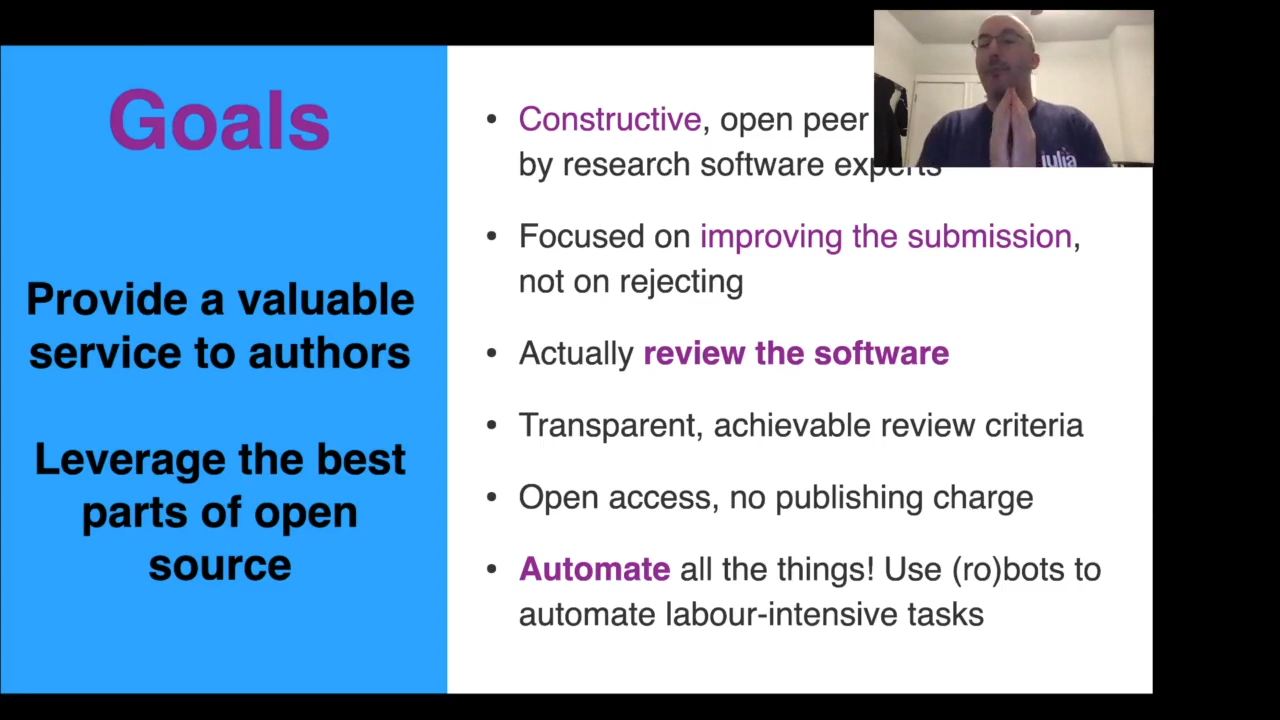 Goals
Provide a valuable
service to authors
Leverage the best
parts of open
source
• Constructive, open peer
by research software experts
• Focused on improving the submission,
not on rejecting
• Actually review the software
• Transparent, achievable review criteria
• Open access, no publishing charge
• Automate all the things! Use (ro)bots to
automate labour-intensive tasks
julia